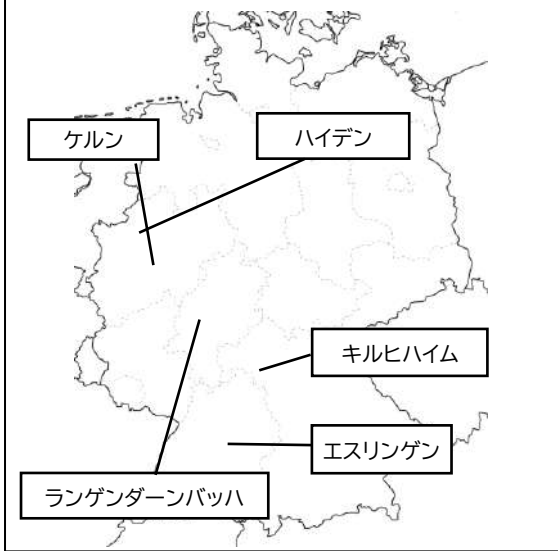 ケルン
ハイデン
キルヒハイム
エスリンゲン
ランゲンダーンバッハ